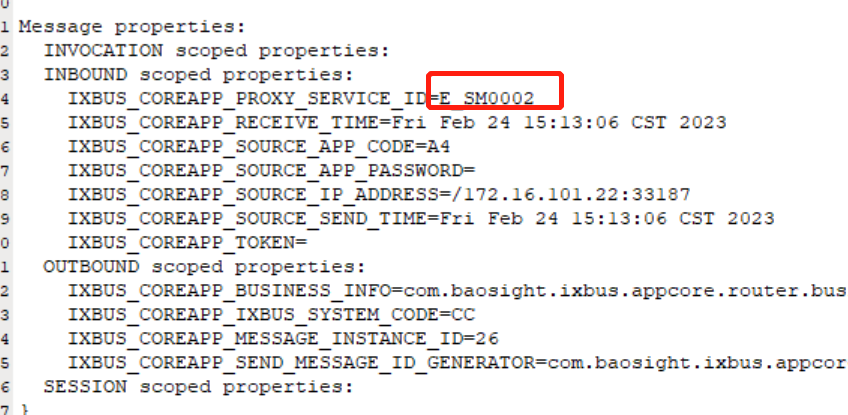 0
1 Message properties:
2 INVOCATION scoped properties:
3 INBOUND scoped properties:
4 IXBUS_COREAPP_PROXY_SERVICE_ID=E_SM0002
5 IXBUS_COREAPP_RECEIVE_TIME=Fri Feb 24 15:13:06 CST 2023
6 IXBUS_COREAPP_SOURCE_APP_CODE=A4
7 IXBUS_COREAPP_SOURCE_APP_PASSWORD=
8 IXBUS_COREAPP_SOURCE_IP_ADDRESS=/172.16.101.22:33187
9 IXBUS_COREAPP_SOURCE_SEND_TIME=Fri Feb 24 15:13:06 CST 2023
0 IXBUS_COREAPP_TOKEN=
1 OUTBOUND scoped properties:
2 IXBUS_COREAPP_BUSINESS_INFO=com.baosight.ixbus.appcore.router.bus
3 IXBUS_COREAPP_IXBUS_SYSTEM_CODE=CC
4 IXBUS_COREAPP_MESSAGE_INSTANCE_ID=26
5 IXBUS_COREAPP_SEND_MESSAGE_ID_GENERATOR=com.baosight.ixbus.appcor
6 SESSION scoped properties:
7 }